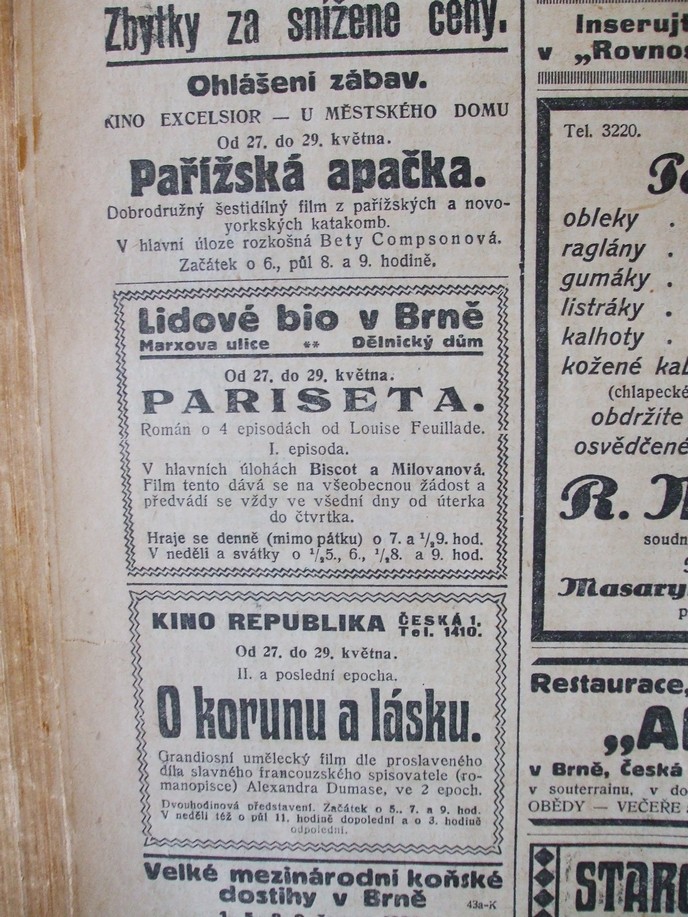 Zbytky za snížené ceny.
Ohlášení zábav.
KINO EXCELSIOR — U MĚSTSKÉHO DOMU
Od 27. do 29. května.
Pařížská apačka.
Dobrodružný šestidílný film z pařížských a novo-
yorkských katakomb.
V hlavní úloze rozkošná Bety Compsonová.
Začátek o 6., půl 8. a 9. hodině.
Lidové bio v Brně
Marxova ulice ** Dělnický dům
Od 27. do 29. května.
PARISETA.
Román o 4 episodách od Louise Feuillade.
I. episoda.
V hlavních úlohách Biscot a Milovanová.
Film tento dává se na všeobecnou žádost a
předvádí se vždy ve všední dny od úterka
do čtvrtka.
Hraje se denně (mimo pátku) o 7. a ½9. hod.
V neděli a svátky o ½5., 6., ½8. a 9. hod.
KINO REPUBLIKA ČESKÁ 1.
Tel. 1410.
Od 27. do 29. května.
II. a poslední epocha.
O korunu a lásku.
Grandiosní umělecký film dle proslaveného
díla slavného francouzského spisovatele (ro-
manopisce) Alexandra Dumase, ve 2 epoch.
Dvouhodinová představení. Začátek o 5., 7. a 9. hod.
V neděli též o půl 11. hodině dopolední a o 3. hodině
odpolední.
Velké mezinárodní koňské
dostihy v Brně
43a-K
Inserujt
v „Rovnos
Tel. 3220.
obleky .
raglány .
gumáky .
listráky .
kalhoty .
kožené kab
(chlapecké
obdržíte
osvědčené
R.
soudn
Masary
p
Restaurace,
„Al
v Brně, Česká
v souterrainu, v do
OBĚDY — VEČEŘE
STARO